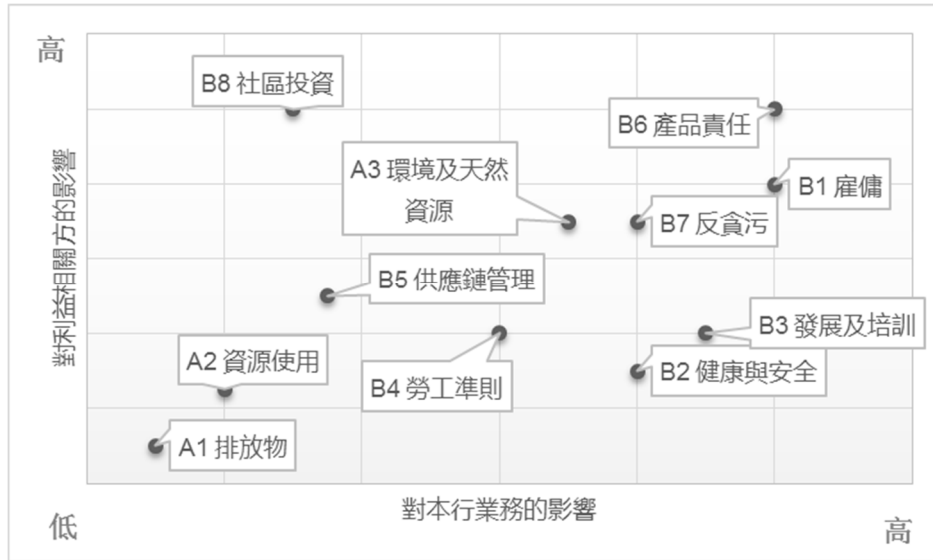 高
B8 社區投資
B6 產品責任
A3 環境及天然
資源
B1 雇傭
B7 反貪污
對利益相關方的影響
B5 供應鏈管理
B3 發展及培訓
A2 資源使用
B4 勞工準則
B2 健康與安全
A1 排放物
對本行業務的影響
低
高